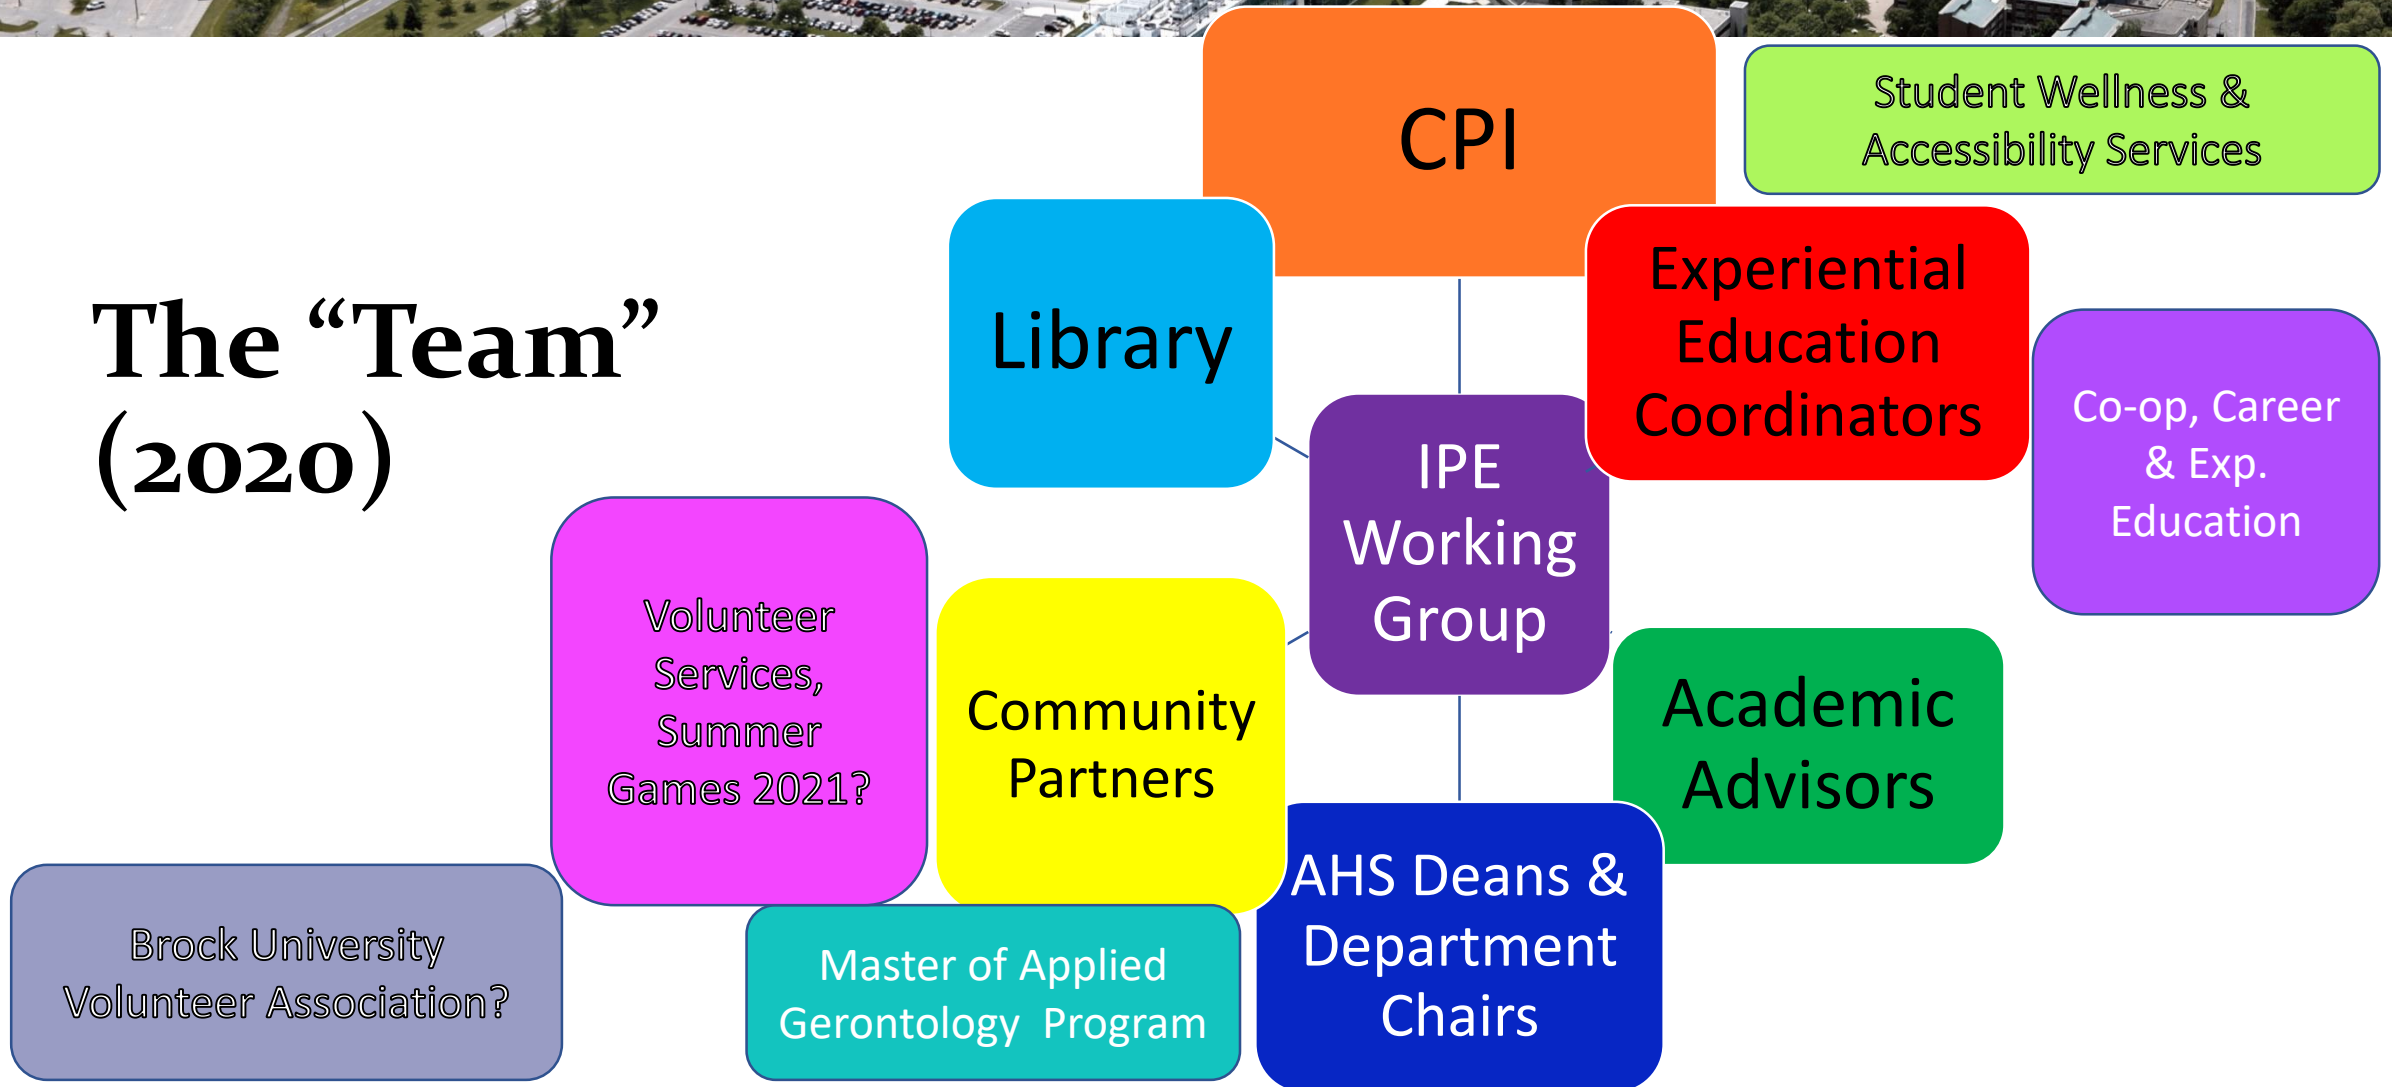 The “Team”
(2020)
CPI
Student Wellness &
Accessibility Services
Library
Experiential
Education
Coordinators
Co-op, Career
& Exp.
Education
IPE
Working
Group
Volunteer
Services,
Summer
Games 2021?
Community
Partners
Academic
Advisors
AHS Deans &
Department
Chairs
Brock University
Volunteer Association?
Master of Applied
Gerontology Program